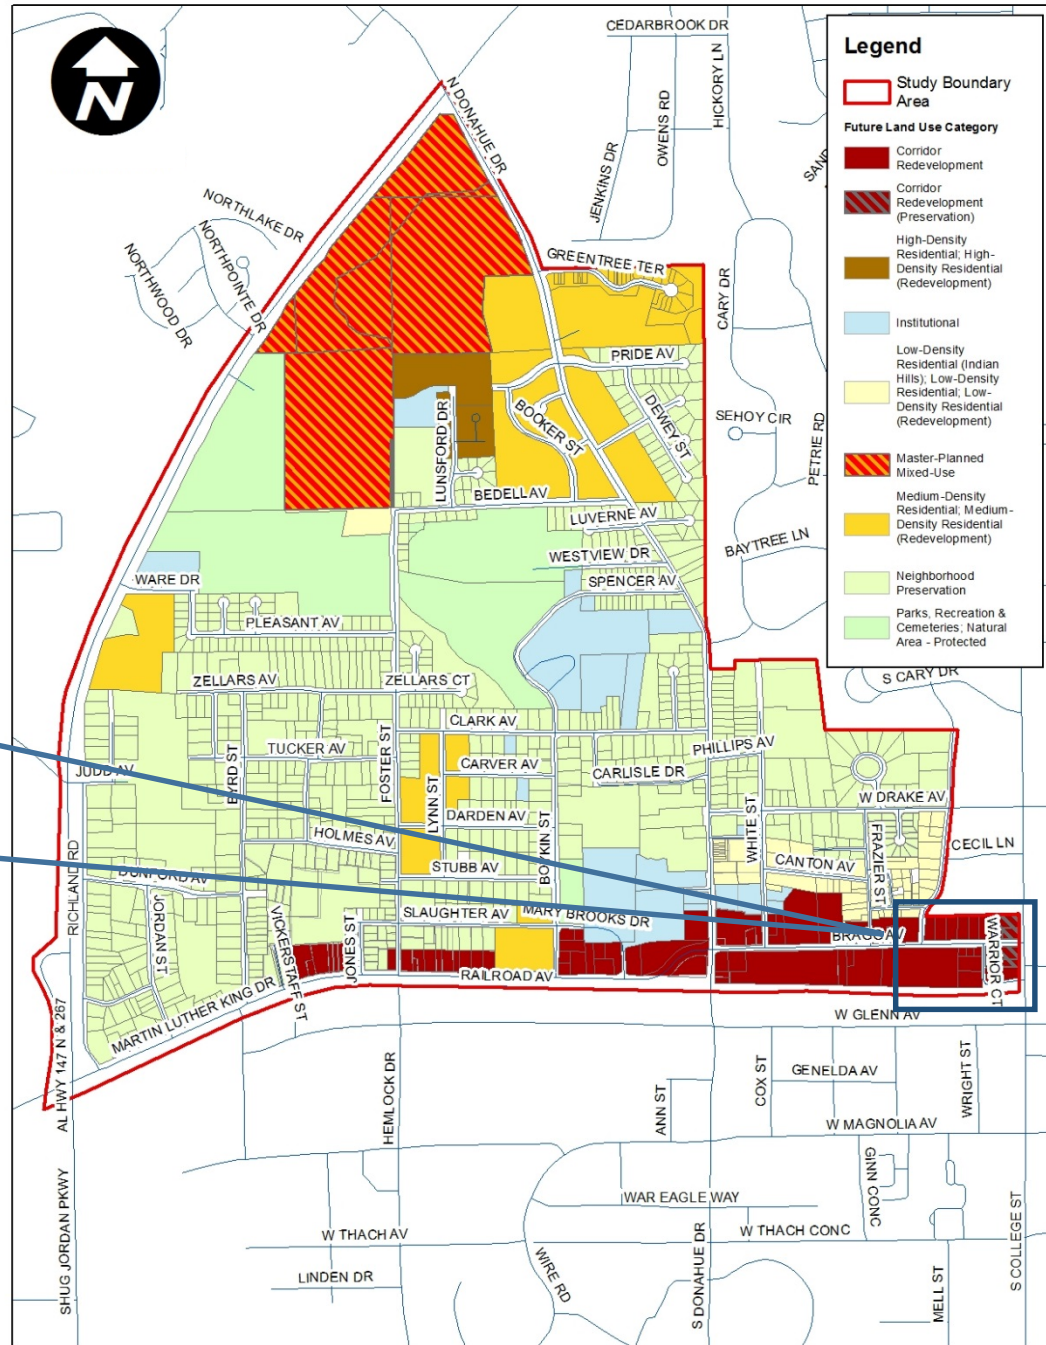 CEDARBROOK DR
N
N DONAHUE DR
HICKORY LN
OWENS RD
JENKINS DR
SAND
NORTHLAKE DR
NORTHPOINTE DR
NORTHWOOD DR
GREENTREE TER
CARY DR
PRIDE AV
DEWEY ST
BOOKER ST
LUNSFORD DR
SEHOY CIR
PETRIE RD
BEDELL AV
LUVERNE AV
WESTVIEW DR
BAYTREE LN
SPENCER AV
WARE DR
PLEASANT AV
ZELLARS AV
ZELLARS CT
S CARY DR
CLARK AV
TUCKER AV
PHILLIPS AV
JUDD AV
BYRD ST
FOSTER ST
CARVER AV
CARLISLE DR
LYNN ST
W DRAKE AV
DARDEN AV
HOLMES AV
WHITE ST
FRAZIER ST
CECIL LN
BOYKIN ST
STUBB AV
CANTON AV
RICHLAND RD
DUNFORD AV
JORDAN ST
VICKERSTAFF ST
JONES ST
SLAUGHTER AV
MARY BROOKS DR
BRAGG AV
WARRIOR CT
RAILROAD AV
MARTIN LUTHER KING DR
W GLENN AV
AL HWY 147 N & 267
HEMLOCK DR
ANN ST
COX ST
GENELDA AV
WRIGHT ST
W MAGNOLIA AV
GINN CONC
WAR EAGLE WAY
W THACH AV
W THACH CONC
S COLLEGE ST
LINDEN DR
WIRE RD
S DONAHUE DR
MELL ST
SHUG JORDAN PKWY
Legend
Study Boundary
Area
Future Land Use Category
Corridor
Redevelopment
Corridor
Redevelopment
(Preservation)
High-Density
Residential; High-
Density Residential
(Redevelopment)
Institutional
Low-Density
Residential (Indian
Hills); Low-Density
Residential; Low-
Density Residential
(Redevelopment)
Master-Planned
Mixed-Use
Medium-Density
Residential; Medium-
Density Residential
(Redevelopment)
Neighborhood
Preservation
Parks, Recreation &
Cemeteries; Natural
Area - Protected